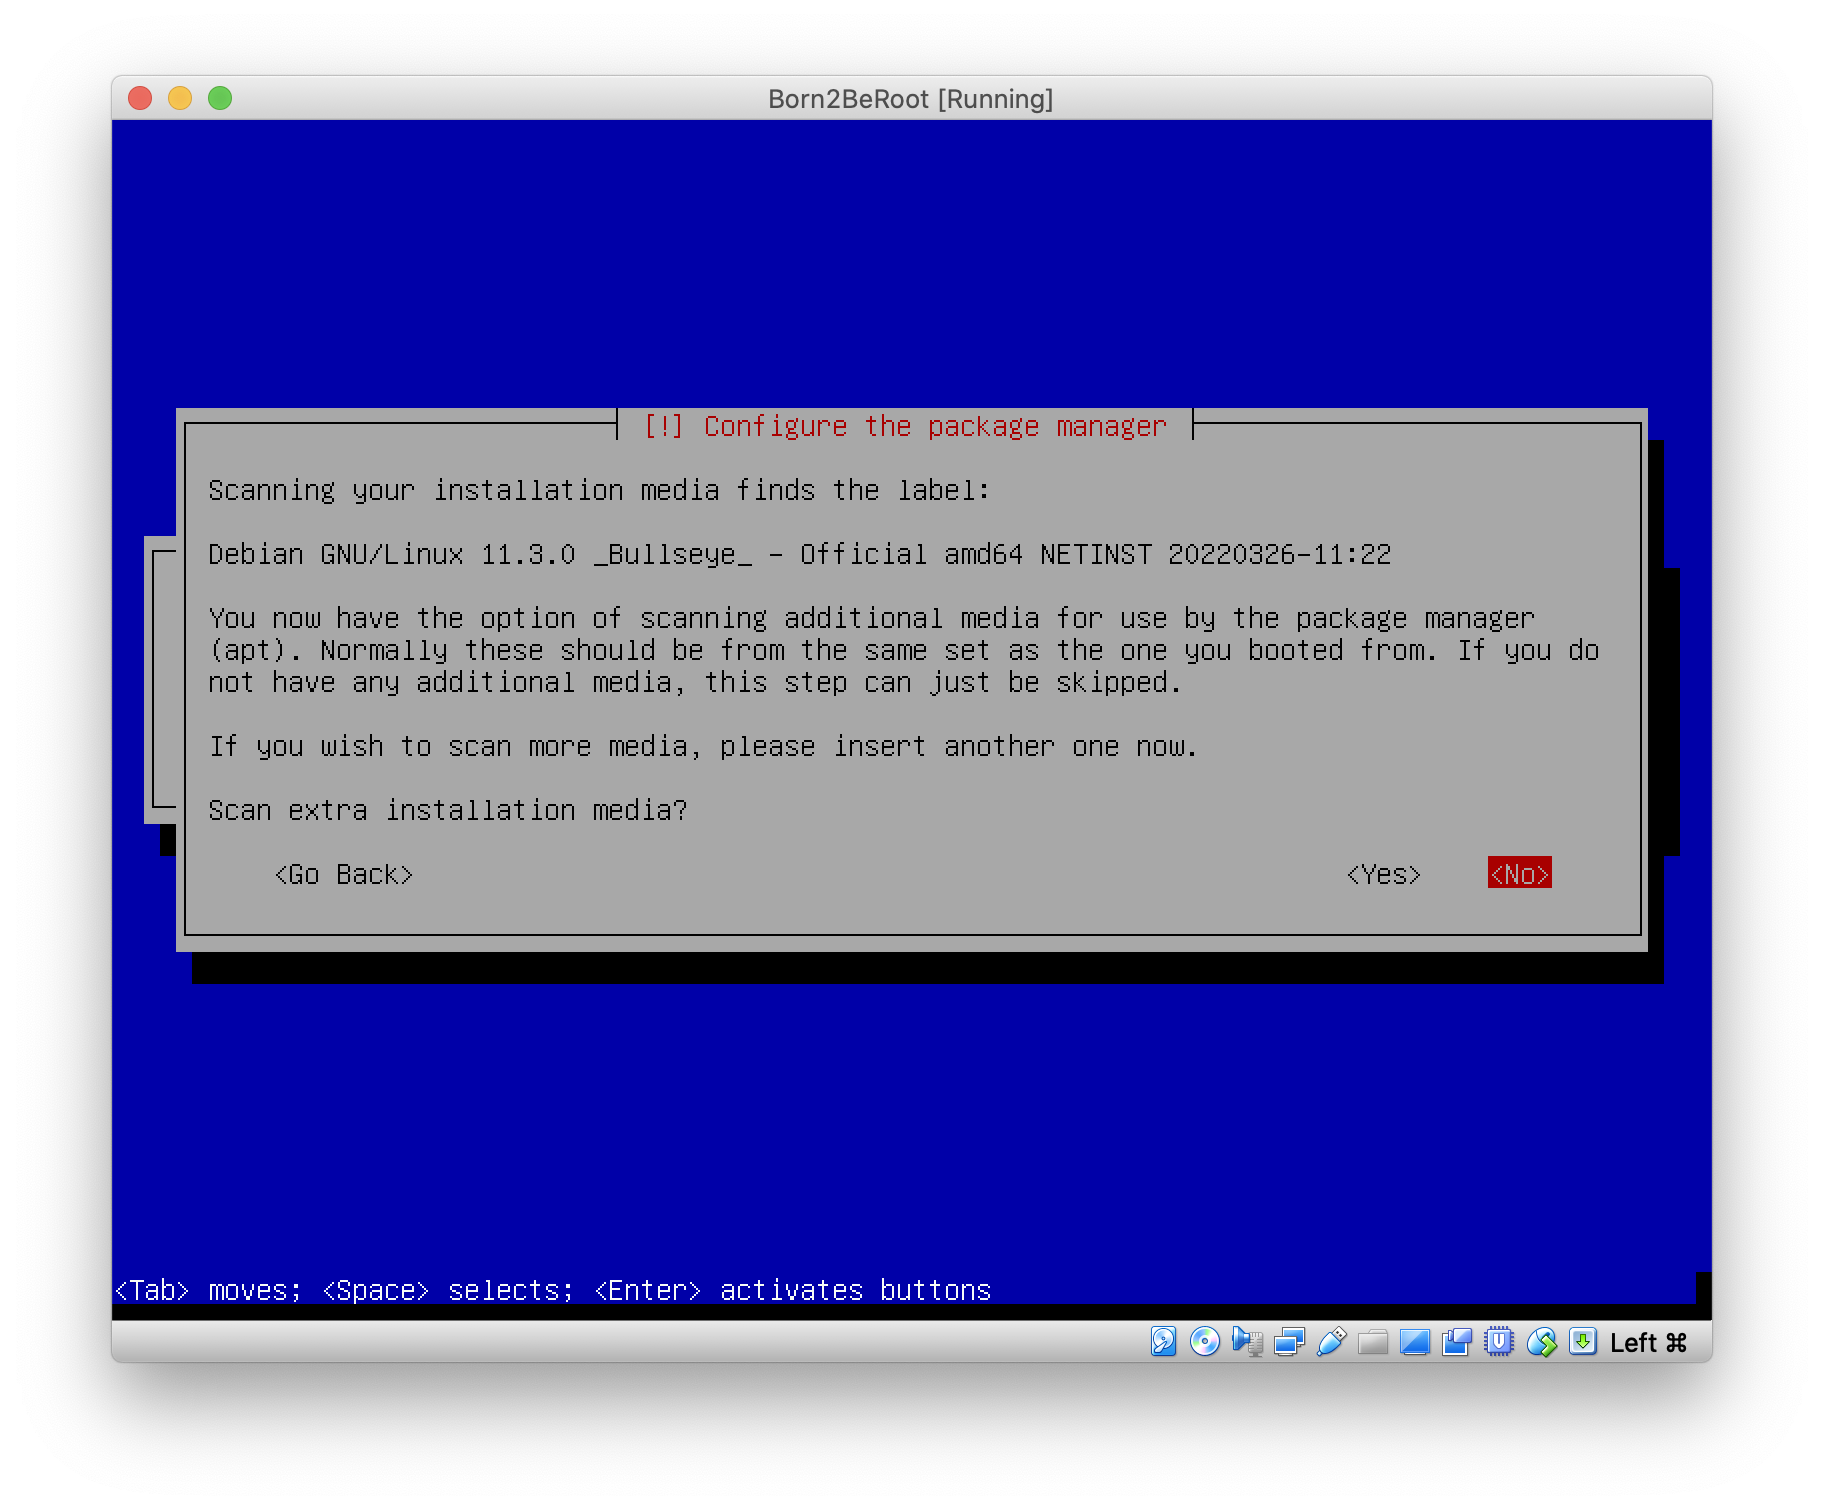 Born2BeRoot [Running]
[!] Configure the package manager
Scanning your installation media finds the label:
Debian GNU/Linux 11.3.0 _Bullseye_ - Official amd64 NETINST 20220326-11:22
You now have the option of scanning additional media for use by the package manager
(apt). Normally these should be from the same set as the one you booted from. If you do
not have any additional media, this step can just be skipped.
If you wish to scan more media, please insert another one now.
Scan extra installation media?
<Go Back> <Yes> <No>
<Tab> moves; <Space> selects; <Enter> activates buttons
Left ⌘